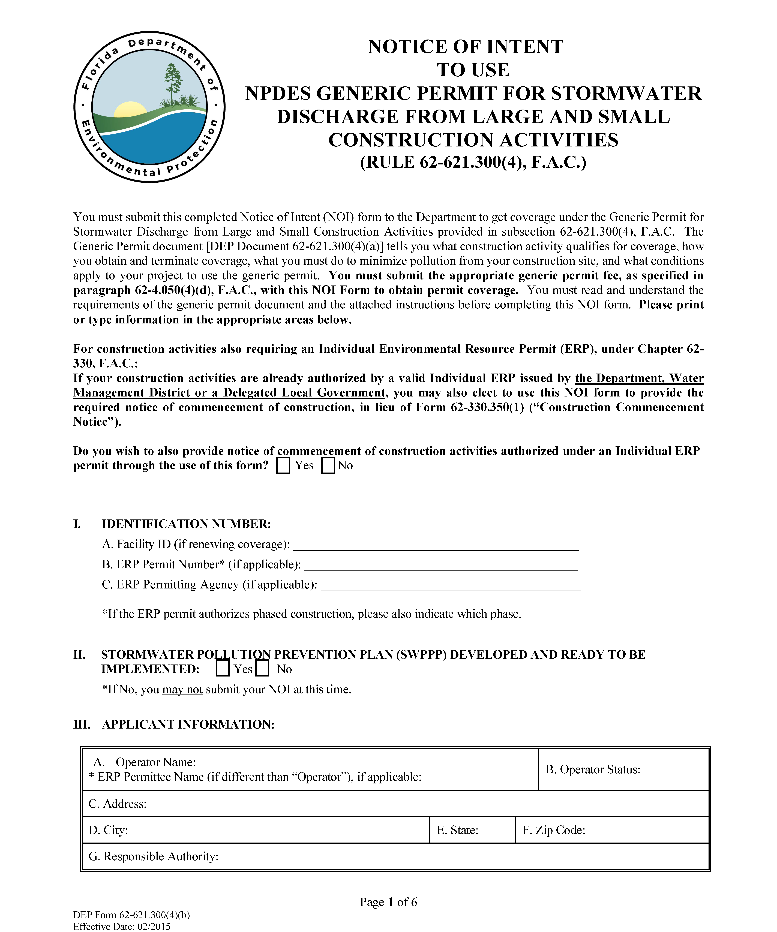 Florida Department of Environmental Protection
NOTICE OF INTENT
TO USE
NPDES GENERIC PERMIT FOR STORMWATER
DISCHARGE FROM LARGE AND SMALL
CONSTRUCTION ACTIVITIES
(RULE 62-621.300(4), F.A.C.)
You must submit this completed Notice of Intent (NOI) form to the Department to get coverage under the Generic Permit for
Stormwater Discharge from Large and Small Construction Activities provided in subsection 62-621.300(4), F.A.C. The
Generic Permit document [DEP Document 62-621.300(4)(a)] tells you what construction activity qualifies for coverage, how
you obtain and terminate coverage, what you must do to minimize pollution from your construction site, and what conditions
apply to your project to use the generic permit. You must submit the appropriate generic permit fee, as specified in
paragraph 62-4.050(4)(d), F.A.C., with this NOI Form to obtain permit coverage. You must read and understand the
requirements of the generic permit document and the attached instructions before completing this NOI form. Please print
or type information in the appropriate areas below.
For construction activities also requiring an Individual Environmental Resource Permit (ERP), under Chapter 62-
330, F.A.C.:
If your construction activities are already authorized by a valid Individual ERP issued by the Department, Water
Management District or a Delegated Local Government, you may also elect to use this NOI form to provide the
required notice of commencement of construction, in lieu of Form 62-330.350(1) (“Construction Commencement
Notice”).
Do you wish to also provide notice of commencement of construction activities authorized under an Individual ERP
permit through the use of this form? Yes No
I. IDENTIFICATION NUMBER:
A. Facility ID (if renewing coverage):
B. ERP Permit Number* (if applicable):
C. ERP Permitting Agency (if applicable):
*If the ERP permit authorizes phased construction, please also indicate which phase.
II. STORMWATER POLLUTION PREVENTION PLAN (SWPPP) DEVELOPED AND READY TO BE
IMPLEMENTED: Yes No
*If No, you may not submit your NOI at this time.
III. APPLICANT INFORMATION:
A. Operator Name:
* ERP Permittee Name (if different than “Operator”), if applicable:
B. Operator Status:
C. Address:
D. City: E. State: F. Zip Code:
G. Responsible Authority:
Page 1 of 6
DEP Form 62-621.300(4)(b)
Effective Date: 02/2015